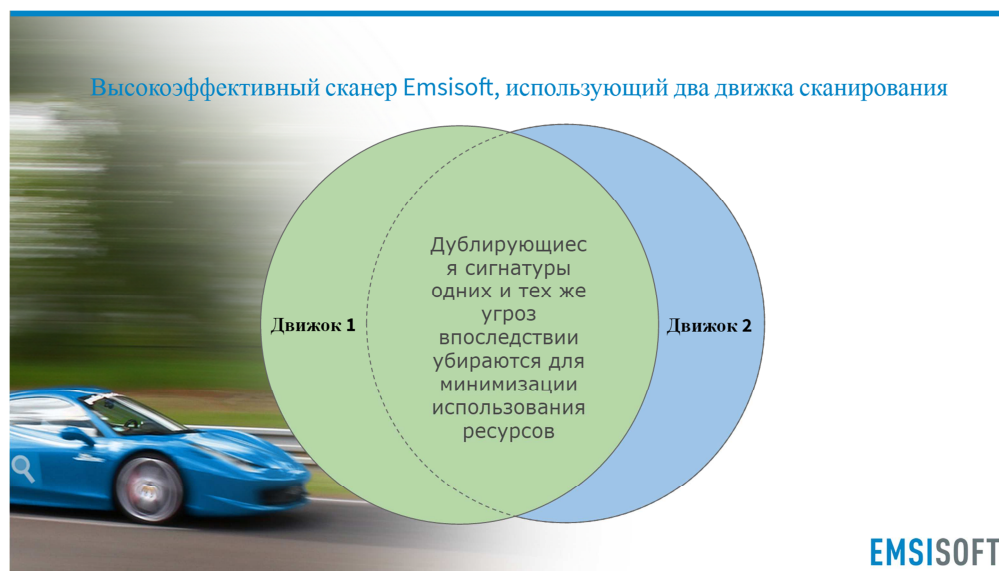 Высокоэффективный сканер Emsisoft, использующий два движка сканирования
Дублирующиес
я сигнатуры
одних и тех же
угроз
впоследствии
убираются для
минимизации
использования
ресурсов
Движок 1
Движок 2
EMSISOFT